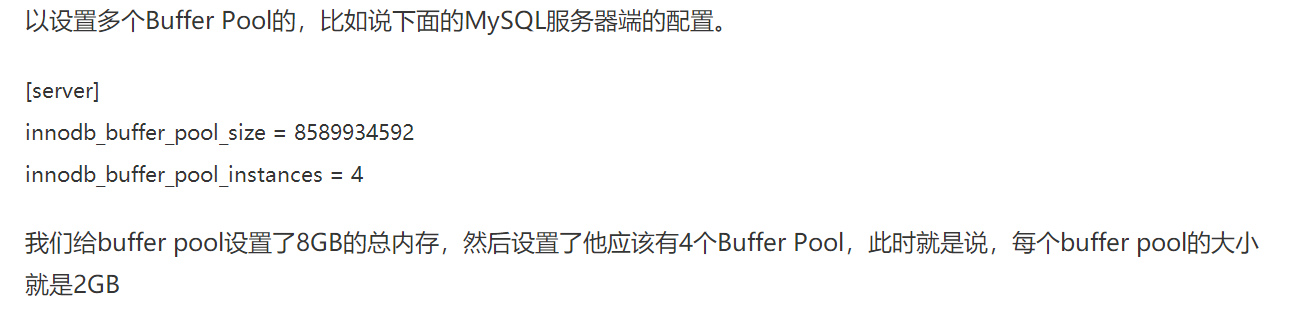 以设置多个Buffer Pool的，比如说下面的MySQL服务器端的配置。
[server]
innodb_buffer_pool_size = 8589934592
innodb_buffer_pool_instances = 4
我们给buffer pool设置了8GB的总内存，然后设置了他应该有4个Buffer Pool，此时就是说，每个buffer pool的大小
就是2GB